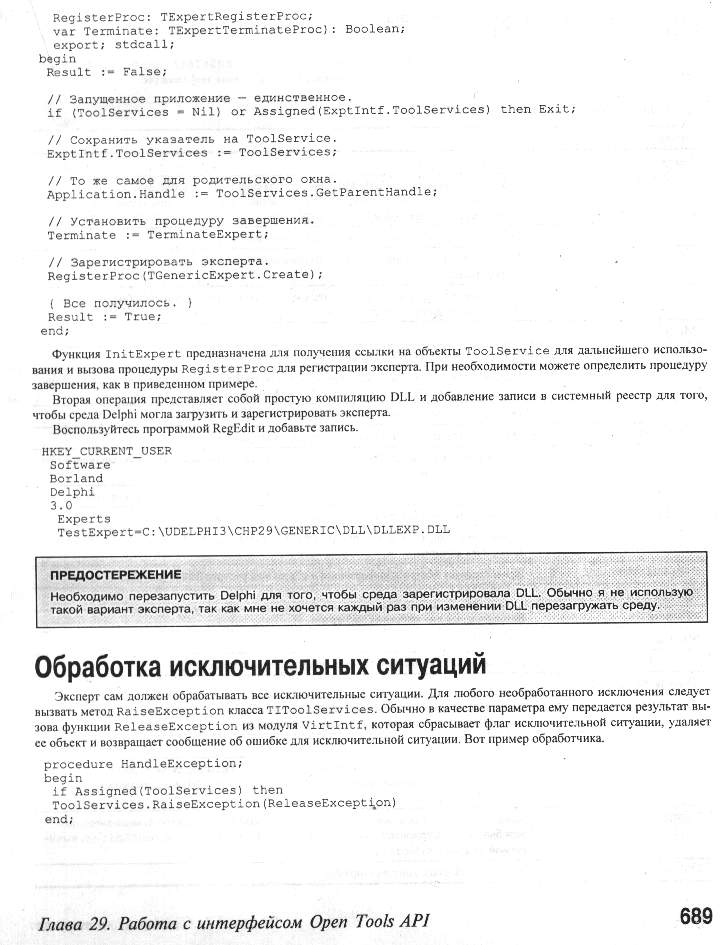 RegisterProc: TExpertRegisterProc;
var Terminate: TExpertTerminateProc): Boolean;
export; stdcall;
begin
Result := False;
// Запущенное приложение — единственное.
if (ToolServices = Nil) or Assigned(ExptIntf.ToolServices) then Exit;
// Сохранить указатель на ToolService.
ExptIntf.ToolServices := ToolServices;
// То же самое для родительского окна.
Application.Handle := ToolServices.GetParentHandle;
// Установить процедуру завершения.
Terminate := TerminateExpert;
// Зарегистрировать эксперта.
RegisterProc(TGenericExpert.Create);
{ Все получилось. }
Result := True;
end;
Функция InitExpert предназначена для получения ссылки на объекты ToolService для дальнейшего использо-
вания и вызова процедуры RegisterProc для регистрации эксперта. При необходимости можете определить процедуру
завершения, как в приведенном примере.
Вторая операция представляет собой простую компиляцию DLL и добавление записи в системный реестр для того,
чтобы среда Delphi могла загрузить и зарегистрировать эксперта.
Воспользуйтесь программой RegEdit и добавьте запись.
HKEY_CURRENT_USER
Software
Borland
Delphi
3.0
Experts
TestExpert=C:\UDELPHI3\CHP29\GENERIC\DLL\DLLEXP.DLL
ПРЕДОСТЕРЕЖЕНИЕ
Необходимо перезапустить Delphi для того, чтобы среда зарегистрировала DLL. Обычно я не использую
такой вариант эксперта, так как мне не хочется каждый раз при изменении DLL перезагружать среду.
Обработка исключительных ситуаций
Эксперт сам должен обрабатывать все исключительные ситуации. Для любого необработанного исключения следует
вызвать метод RaiseException класса TIToolServices. Обычно в качестве параметра ему передается результат вы-
зова функции ReleaseException из модуля VirtIntf, которая сбрасывает флаг исключительной ситуации, удаляет
ее объект и возвращает сообщение об ошибке для исключительной ситуации. Вот пример обработчика.
procedure HandleException;
begin
if Assigned(ToolServices) then
ToolServices.RaiseException(ReleaseException)
end;
Глава 29. Работа с интерфейсом Open Tools API
689